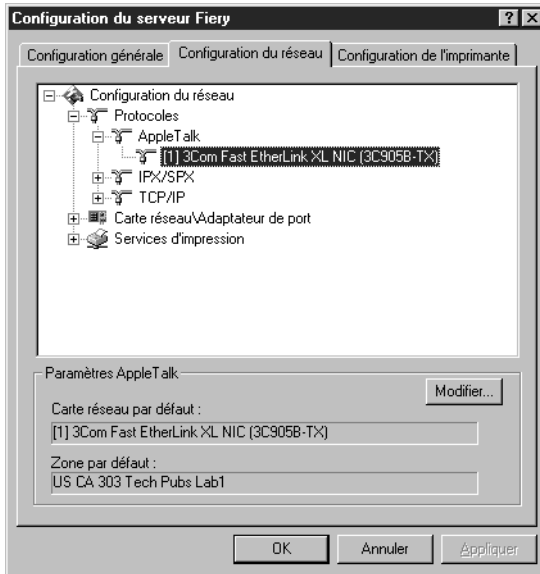 Configuration du serveur Fiery
Configuration générale Configuration du réseau Configuration de l'imprimante
Configuration du réseau
Protocoles
AppleTalk
[1] 3Com Fast EtherLink XL NIC (3C905B-TX)
IPX/SPX
TCP/IP
Carte réseau\Adaptateur de port
Services d'impression
Paramètres AppleTalk
Modifier...
Carte réseau par défaut :
[1] 3Com Fast EtherLink XL NIC (3C905B-TX)
Zone par défaut :
US CA 303 Tech Pubs Lab1
OK Annuler Appliquer